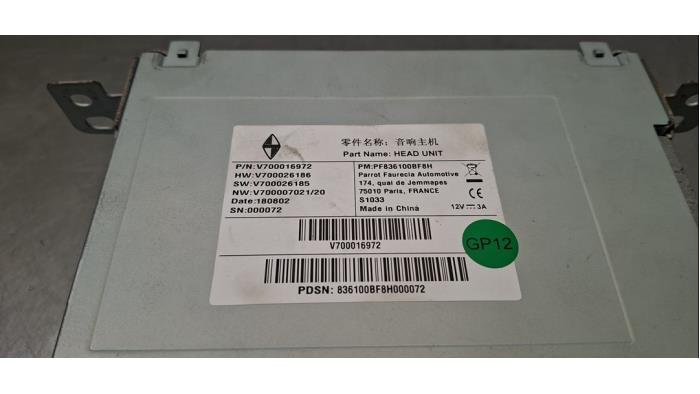 零件名称: 音响主机
Part Name: HEAD UNIT
P/N:V700016972
HW:V700026186
SW:V700026185
NW:V700007021/20
Date:180802
SN:000072
PM:PF836100BF8H
Parrot Faurecia Automotive
174, quai de Jemmapes
75010 Paris, FRANCE
S1033
Made in China
CE
12V⎓3A
V700016972
GP12
PDSN: 836100BF8H000072